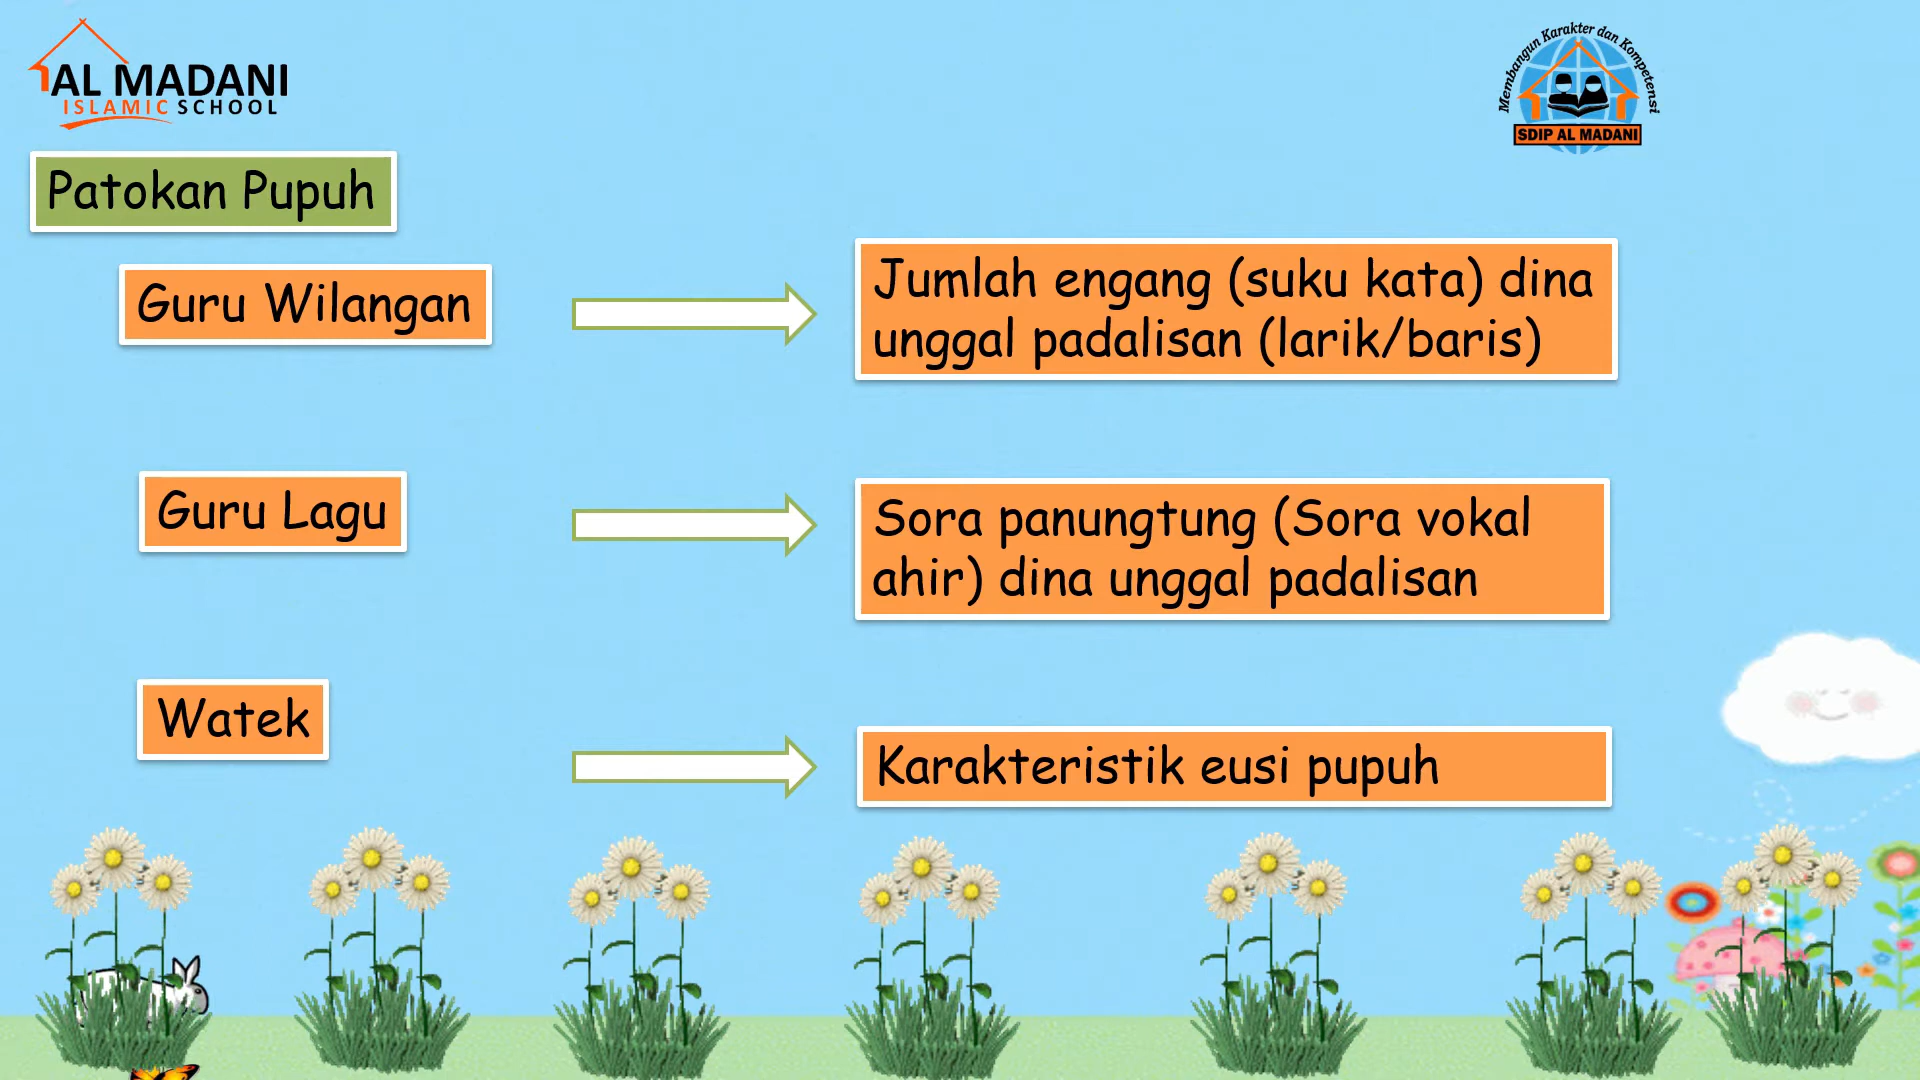 AL MADANI
ISLAMIC SCHOOL
Membangun Karakter dan Kompetensi
SDIP AL MADANI
Patokan Pupuh
Guru Wilangan
Jumlah engang (suku kata) dina
unggal padalisan (larik/baris)
Guru Lagu
Sora panungtung (Sora vokal
ahir) dina unggal padalisan
Watek
Karakteristik eusi pupuh